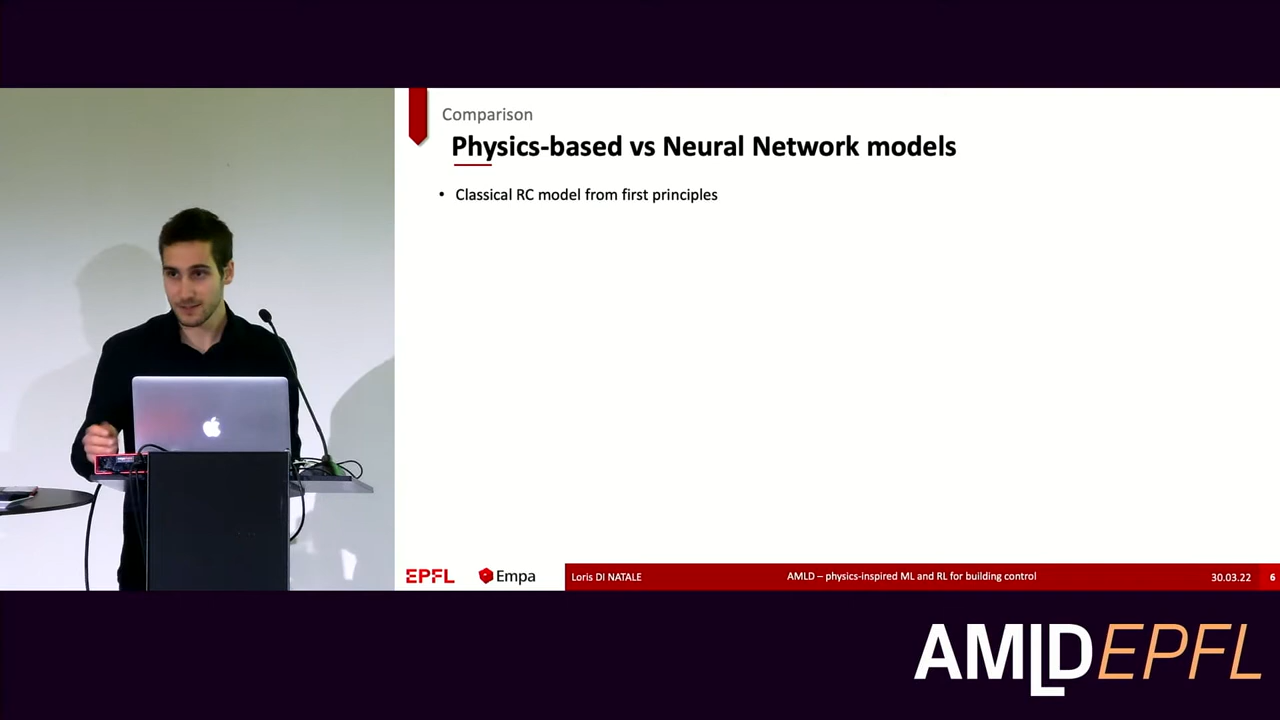 Comparison
Physics-based vs Neural Network models
• Classical RC model from first principles
EPFL
Empa
Loris DI NATALE
AMLD – physics-inspired ML and RL for building control
30.03.22
6
AMLD EPFL